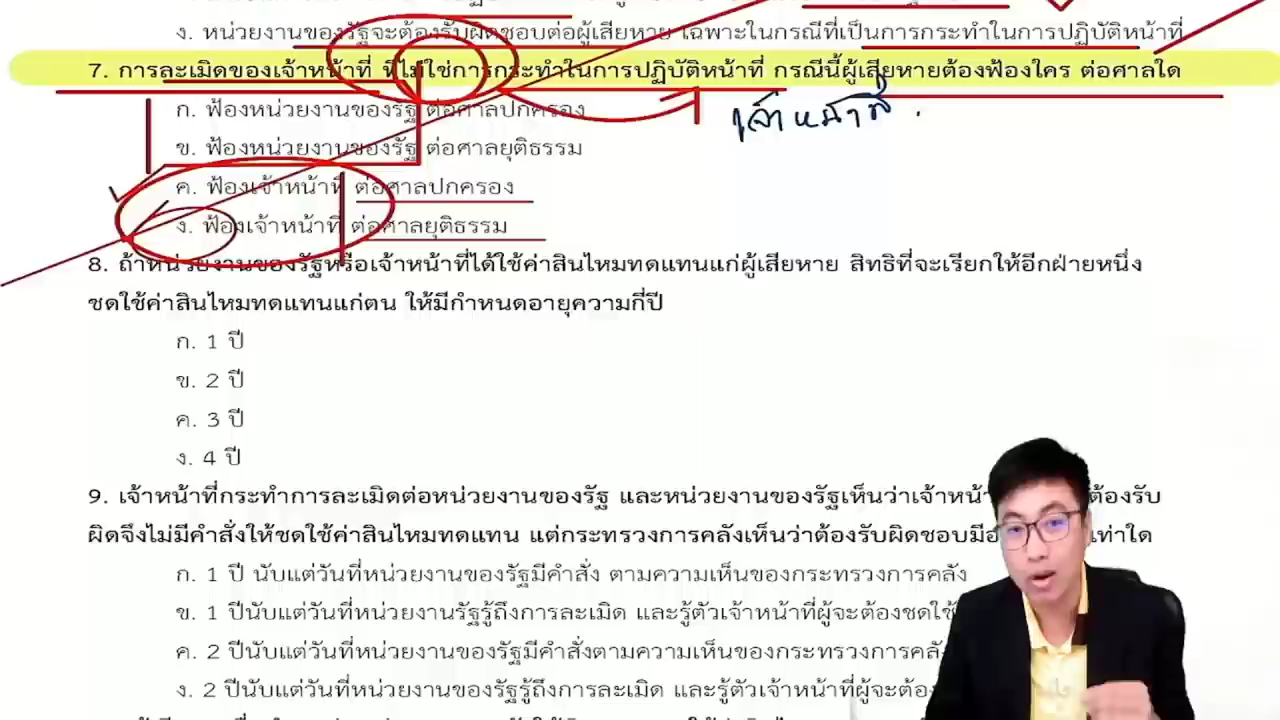 ง. หน่วยงานของรัฐจะต้องรับผิดชอบต่อผู้เสียหาย เฉพาะในกรณีที่เป็นการกระทำในการปฏิบัติหน้าที่
7. การละเมิดของเจ้าหน้าที่ ที่ไม่ใช่การกระทำในการปฏิบัติหน้าที่ กรณีนี้ผู้เสียหายต้องฟ้องใคร ต่อศาลใด
ก. ฟ้องหน่วยงานของรัฐ ต่อศาลปกครอง
เจ้าหน้าที่
ข. ฟ้องหน่วยงานของรัฐ ต่อศาลยุติธรรม
ค. ฟ้องเจ้าหน้าที่ ต่อศาลปกครอง
ง. ฟ้องเจ้าหน้าที่ ต่อศาลยุติธรรม
8. ถ้าหน่วยงานของรัฐหรือเจ้าหน้าที่ได้ใช้ค่าสินไหมทดแทนแก่ผู้เสียหาย สิทธิที่จะเรียกให้อีกฝ่ายหนึ่ง
ชดใช้ค่าสินไหมทดแทนแก่ตน ให้มีกำหนดอายุความกี่ปี
ก. 1 ปี
ข. 2 ปี
ค. 3 ปี
ง. 4 ปี
9. เจ้าหน้าที่กระทำการละเมิดต่อหน่วยงานของรัฐ และหน่วยงานของรัฐเห็นว่าเจ้าหน้า ต้องรับ
ผิดจึงไม่มีคำสั่งให้ชดใช้ค่าสินไหมทดแทน แต่กระทรวงการคลังเห็นว่าต้องรับผิดชอบมีอ เท่าใด
ก. 1 ปี นับแต่วันที่หน่วยงานของรัฐมีคำสั่ง ตามความเห็นของกระทรวงการคลัง
ข. 1 ปีนับแต่วันที่หน่วยงานรัฐรู้ถึงการละเมิด และรู้ตัวเจ้าหน้าที่ผู้จะต้องชดใช้
ค. 2 ปีนับแต่วันที่หน่วยงานของรัฐมีคำสั่งตามความเห็นของกระทรวงการคลัง
ง. 2 ปีนับแต่วันที่หน่วยงานของรัฐรู้ถึงการละเมิด และรู้ตัวเจ้าหน้าที่ผู้จะต้อง